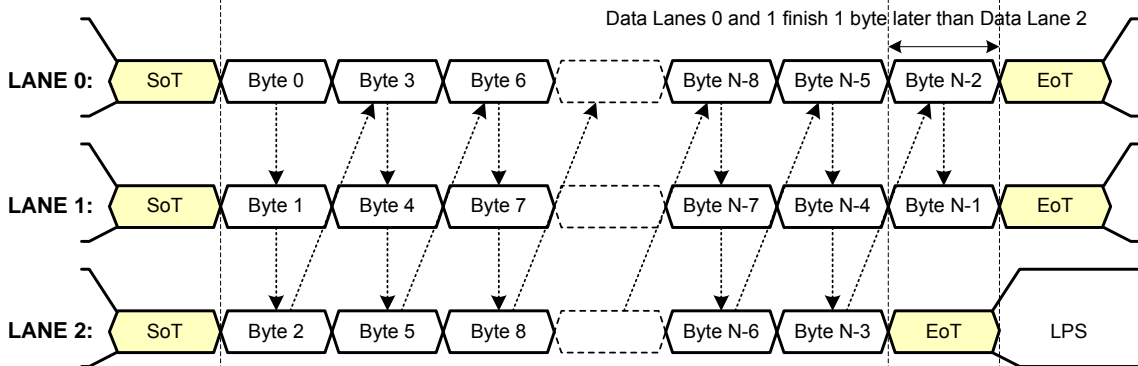 Data Lanes 0 and 1 finish 1 byte later than Data Lane 2
LANE 0: SoT Byte 0 Byte 3 Byte 6 Byte N-8 Byte N-5 Byte N-2 EoT
LANE 1: SoT Byte 1 Byte 4 Byte 7 Byte N-7 Byte N-4 Byte N-1 EoT
LANE 2: SoT Byte 2 Byte 5 Byte 8 Byte N-6 Byte N-3 EoT LPS